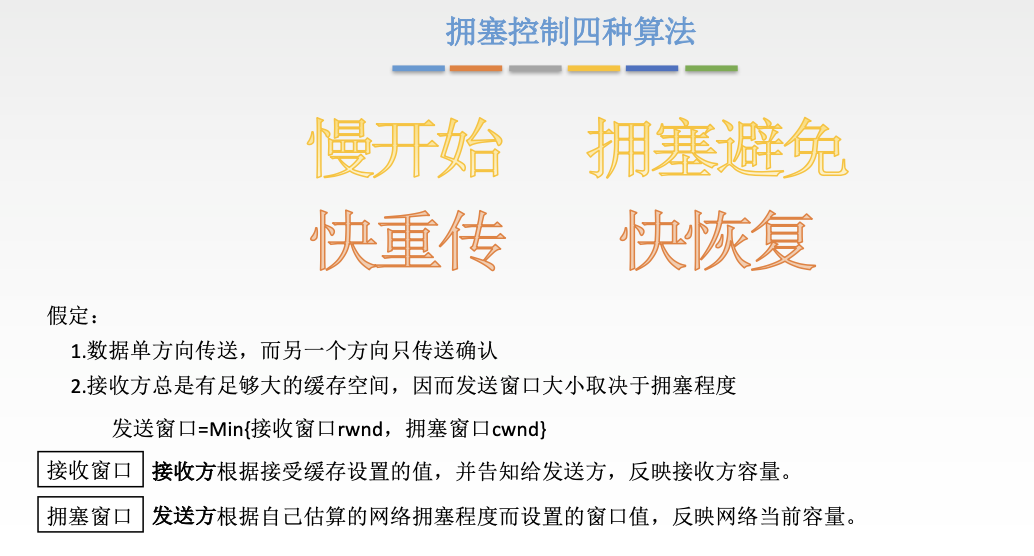 拥塞控制四种算法
慢开始 拥塞避免
快重传 快恢复
假定：
1.数据单方向传送，而另一个方向只传送确认
2.接收方总是有足够大的缓存空间，因而发送窗口大小取决于拥塞程度
发送窗口=Min{接收窗口rwnd，拥塞窗口cwnd}
接收窗口 接收方根据接受缓存设置的值，并告知给发送方，反映接收方容量。
拥塞窗口 发送方根据自己估算的网络拥塞程度而设置的窗口值，反映网络当前容量。